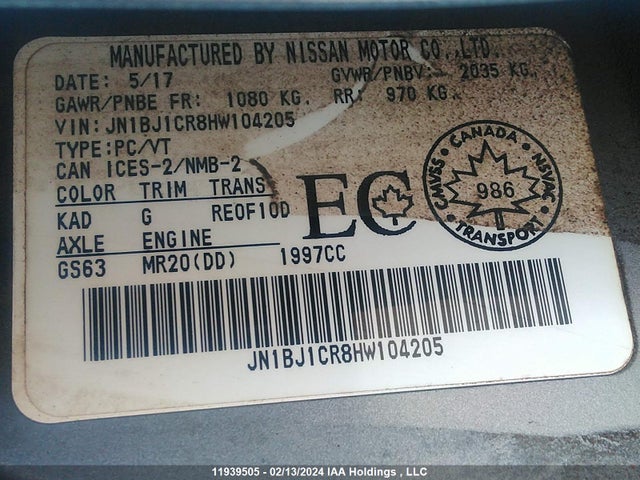 MANUFACTURED BY NISSAN MOTOR CO.,LTD.
DATE: 5/17 GVWR/PNBV: 2035 KG.
GAWR/PNBE FR: 1080 KG. RR: 970 KG.
VIN: JN1BJ1CR8HW104205
TYPE:PC/VT
CAN ICES-2/NMB-2
COLOR TRIM TRANS
KAD G RE0F10D
AXLE ENGINE
GS63 MR20(DD) 1997CC
EC
CANADA
CMVSS NSVAC
986
TRANSPORT
JN1BJ1CR8HW104205
11939505 - 02/13/2024 IAA Holdings , LLC